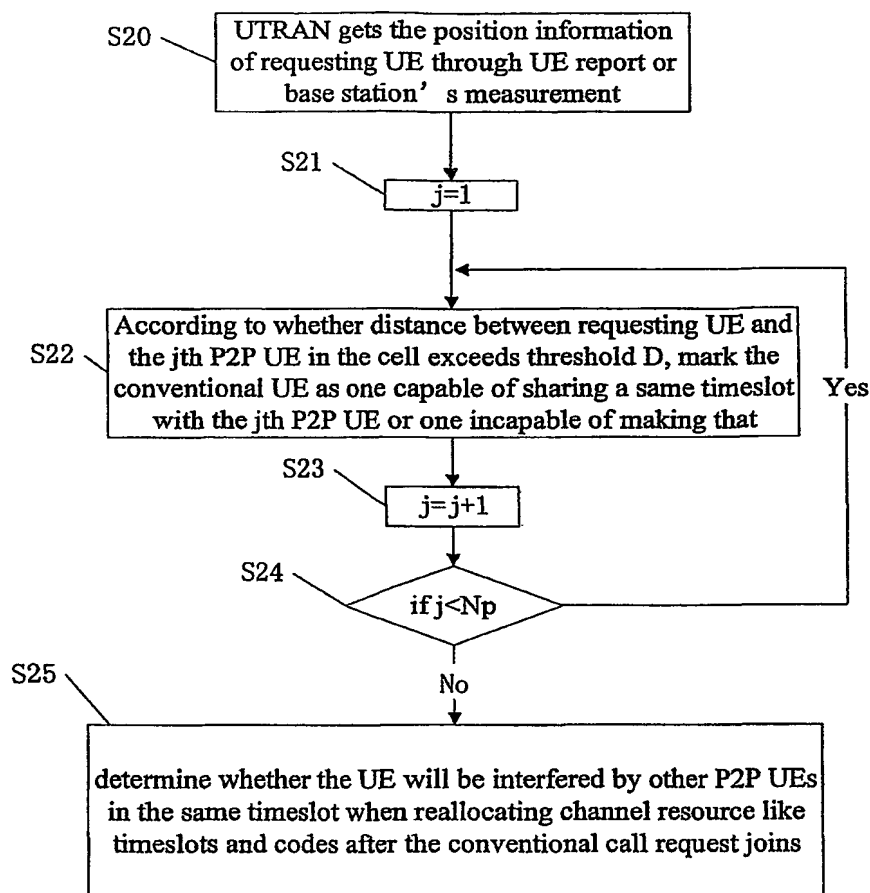 S20
UTRAN gets the position information
of requesting UE through UE report or
base station's measurement
S21
j=1
S22
According to whether distance between requesting UE and
the jth P2P UE in the cell exceeds threshold D, mark the
conventional UE as one capable of sharing a same timeslot
with the jth P2P UE or one incapable of making that
Yes
S23
j=j+1
S24
if j<Np
No
S25
determine whether the UE will be interfered by other P2P UEs
in the same timeslot when reallocating channel resource like
timeslots and codes after the conventional call request joins